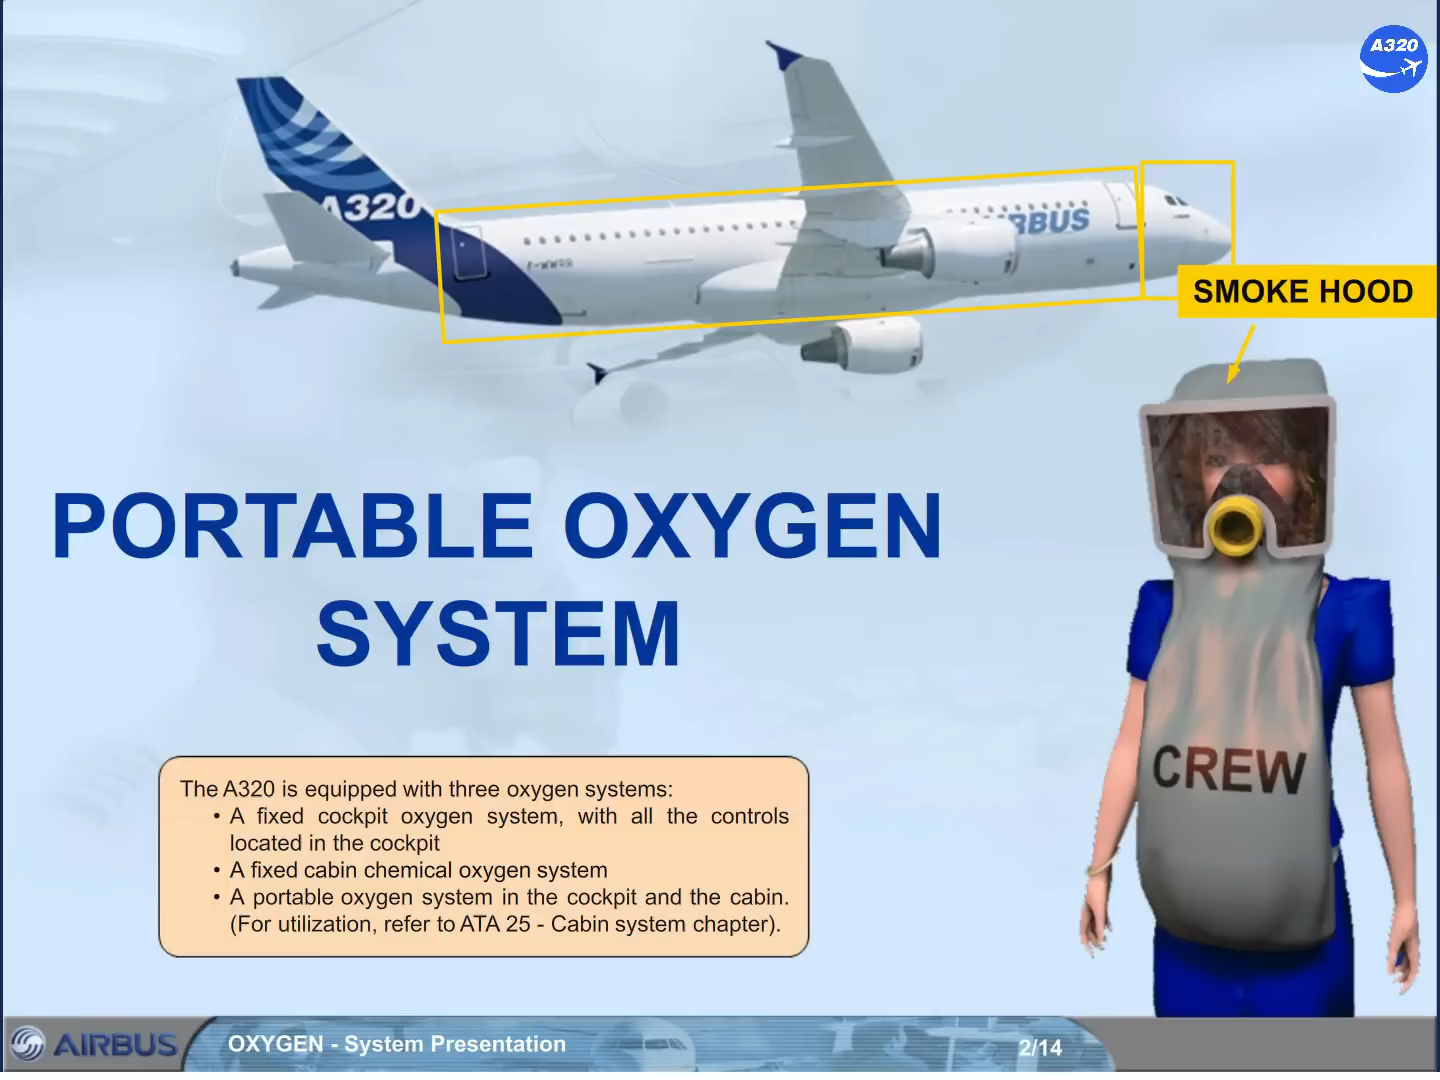 A320
A320
AIRBUS
F-WWBA
SMOKE HOOD
PORTABLE OXYGEN
SYSTEM
CREW
The A320 is equipped with three oxygen systems:
• A fixed cockpit oxygen system, with all the controls
located in the cockpit
• A fixed cabin chemical oxygen system
• A portable oxygen system in the cockpit and the cabin.
(For utilization, refer to ATA 25 - Cabin system chapter).
AIRBUS
OXYGEN - System Presentation
2/14